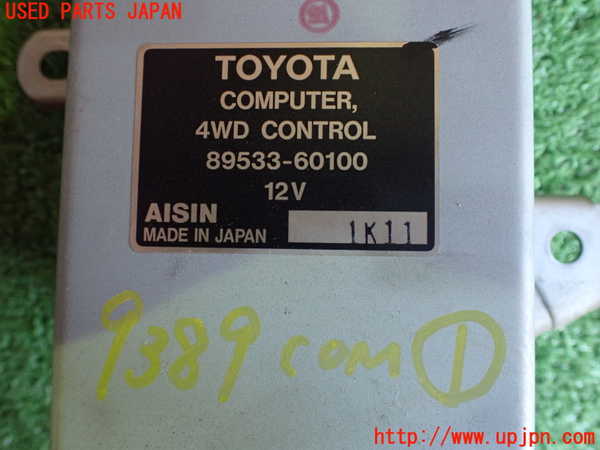 USED PARTS JAPAN
TOYOTA
COMPUTER,
4WD CONTROL
89533-60100
12V
AISIN
MADE IN JAPAN
1K11
9389 COM ①
http://www.upjpn.com